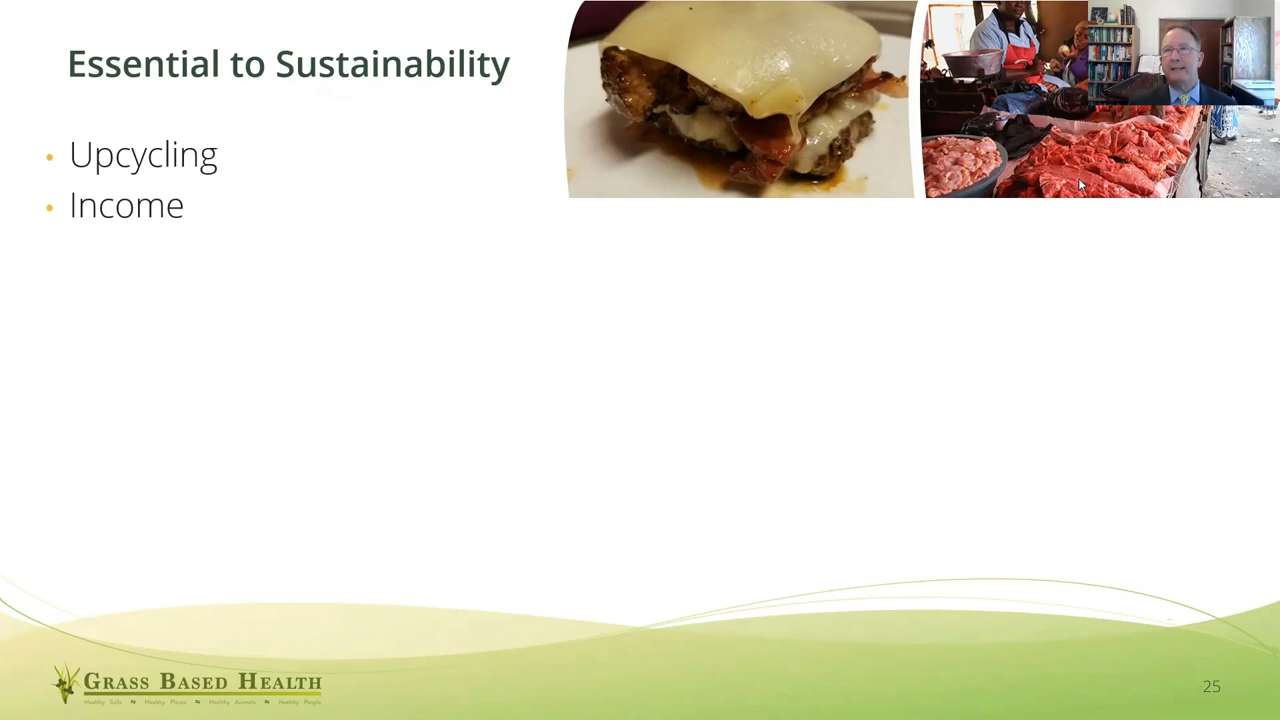 Essential to Sustainability
• Upcycling
• Income
GRASS BASED HEALTH
Healthy Soils Healthy Plants Healthy Animals Healthy People
25